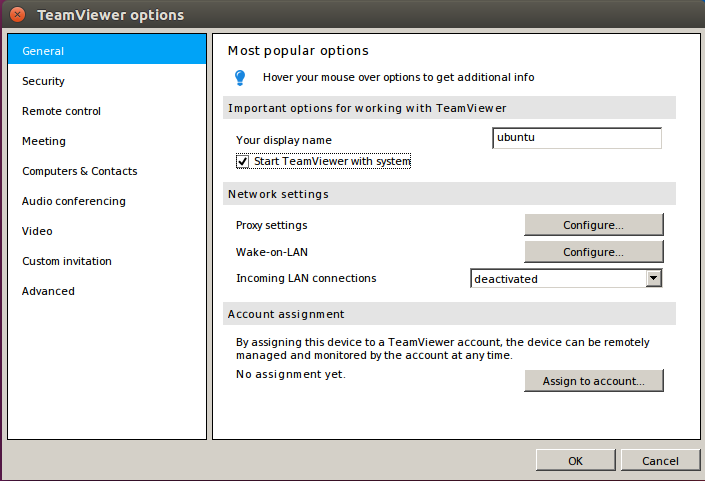 TeamViewer options
General
Security
Remote control
Meeting
Computers & Contacts
Audio conferencing
Video
Custom invitation
Advanced
Most popular options
Hover your mouse over options to get additional info
Important options for working with TeamViewer
Your display name
ubuntu
Start TeamViewer with system
Network settings
Proxy settings
Configure...
Wake-on-LAN
Configure...
Incoming LAN connections
deactivated
Account assignment
By assigning this device to a TeamViewer account, the device can be remotely
managed and monitored by the account at any time.
No assignment yet.
Assign to account...
OK
Cancel